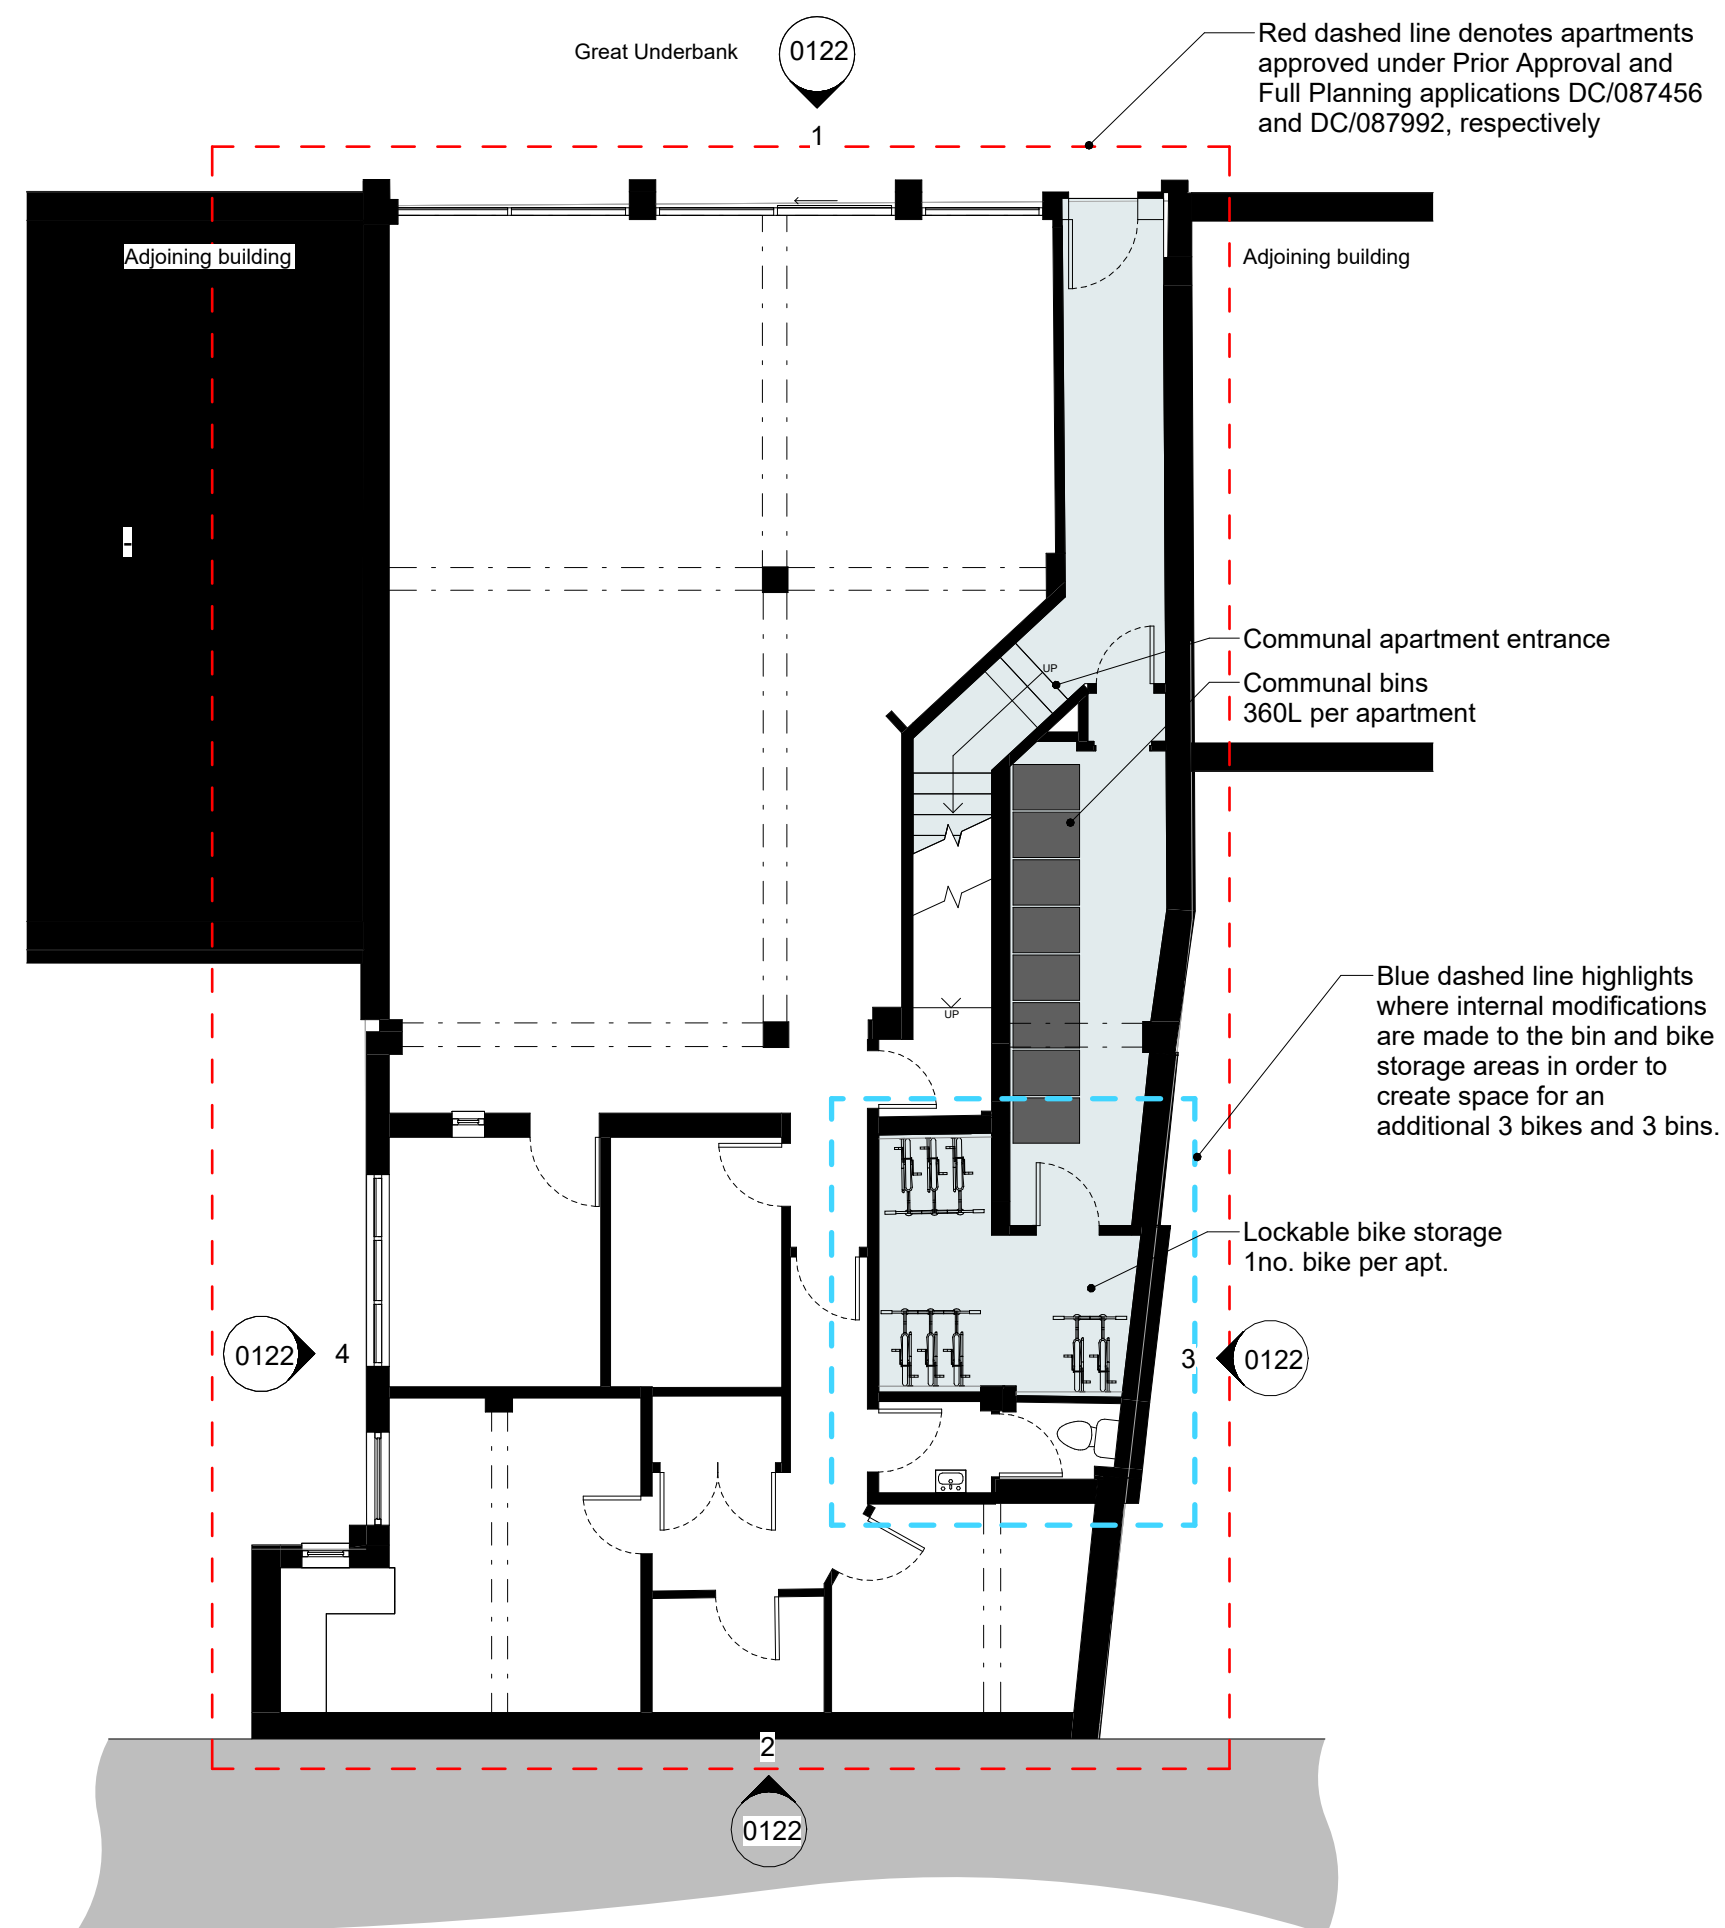 Great Underbank
0122
1
Red dashed line denotes apartments
approved under Prior Approval and
Full Planning applications DC/087456
and DC/087992, respectively
Adjoining building
Adjoining building
Communal apartment entrance
UP
Communal bins
360L per apartment
UP
Blue dashed line highlights
where internal modifications
are made to the bin and bike
storage areas in order to
create space for an
additional 3 bikes and 3 bins.
Lockable bike storage
1no. bike per apt.
0122
4
3
0122
2
0122